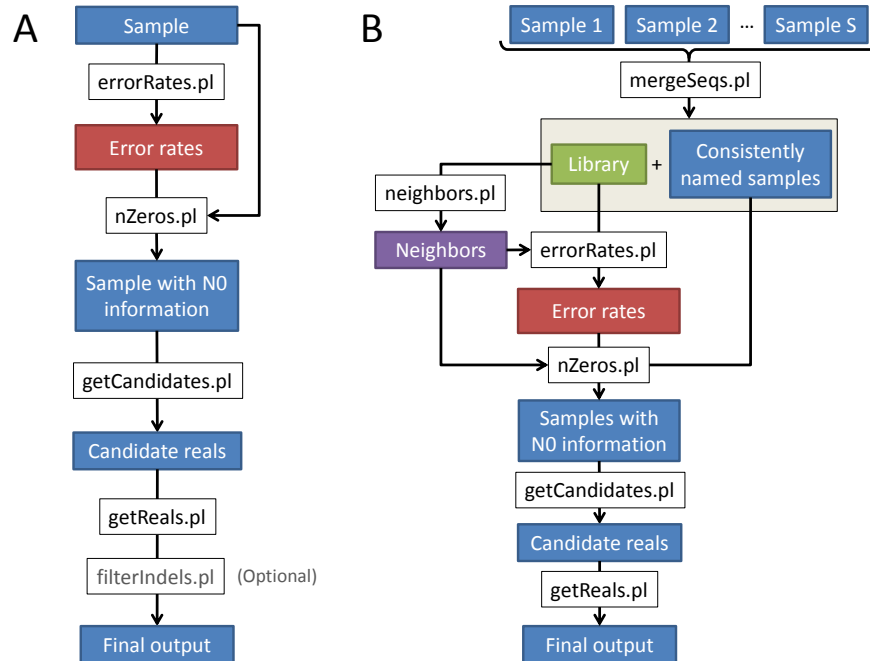 A
Sample
errorRates.pl
Error rates
nZeros.pl
Sample with N0
information
getCandidates.pl
Candidate reals
getReals.pl
filterIndels.pl (Optional)
Final output
B
Sample 1 Sample 2 ... Sample S
mergeSeqs.pl
Library + Consistently
named samples
neighbors.pl
Neighbors
errorRates.pl
Error rates
nZeros.pl
Samples with
N0 information
getCandidates.pl
Candidate reals
getReals.pl
Final output